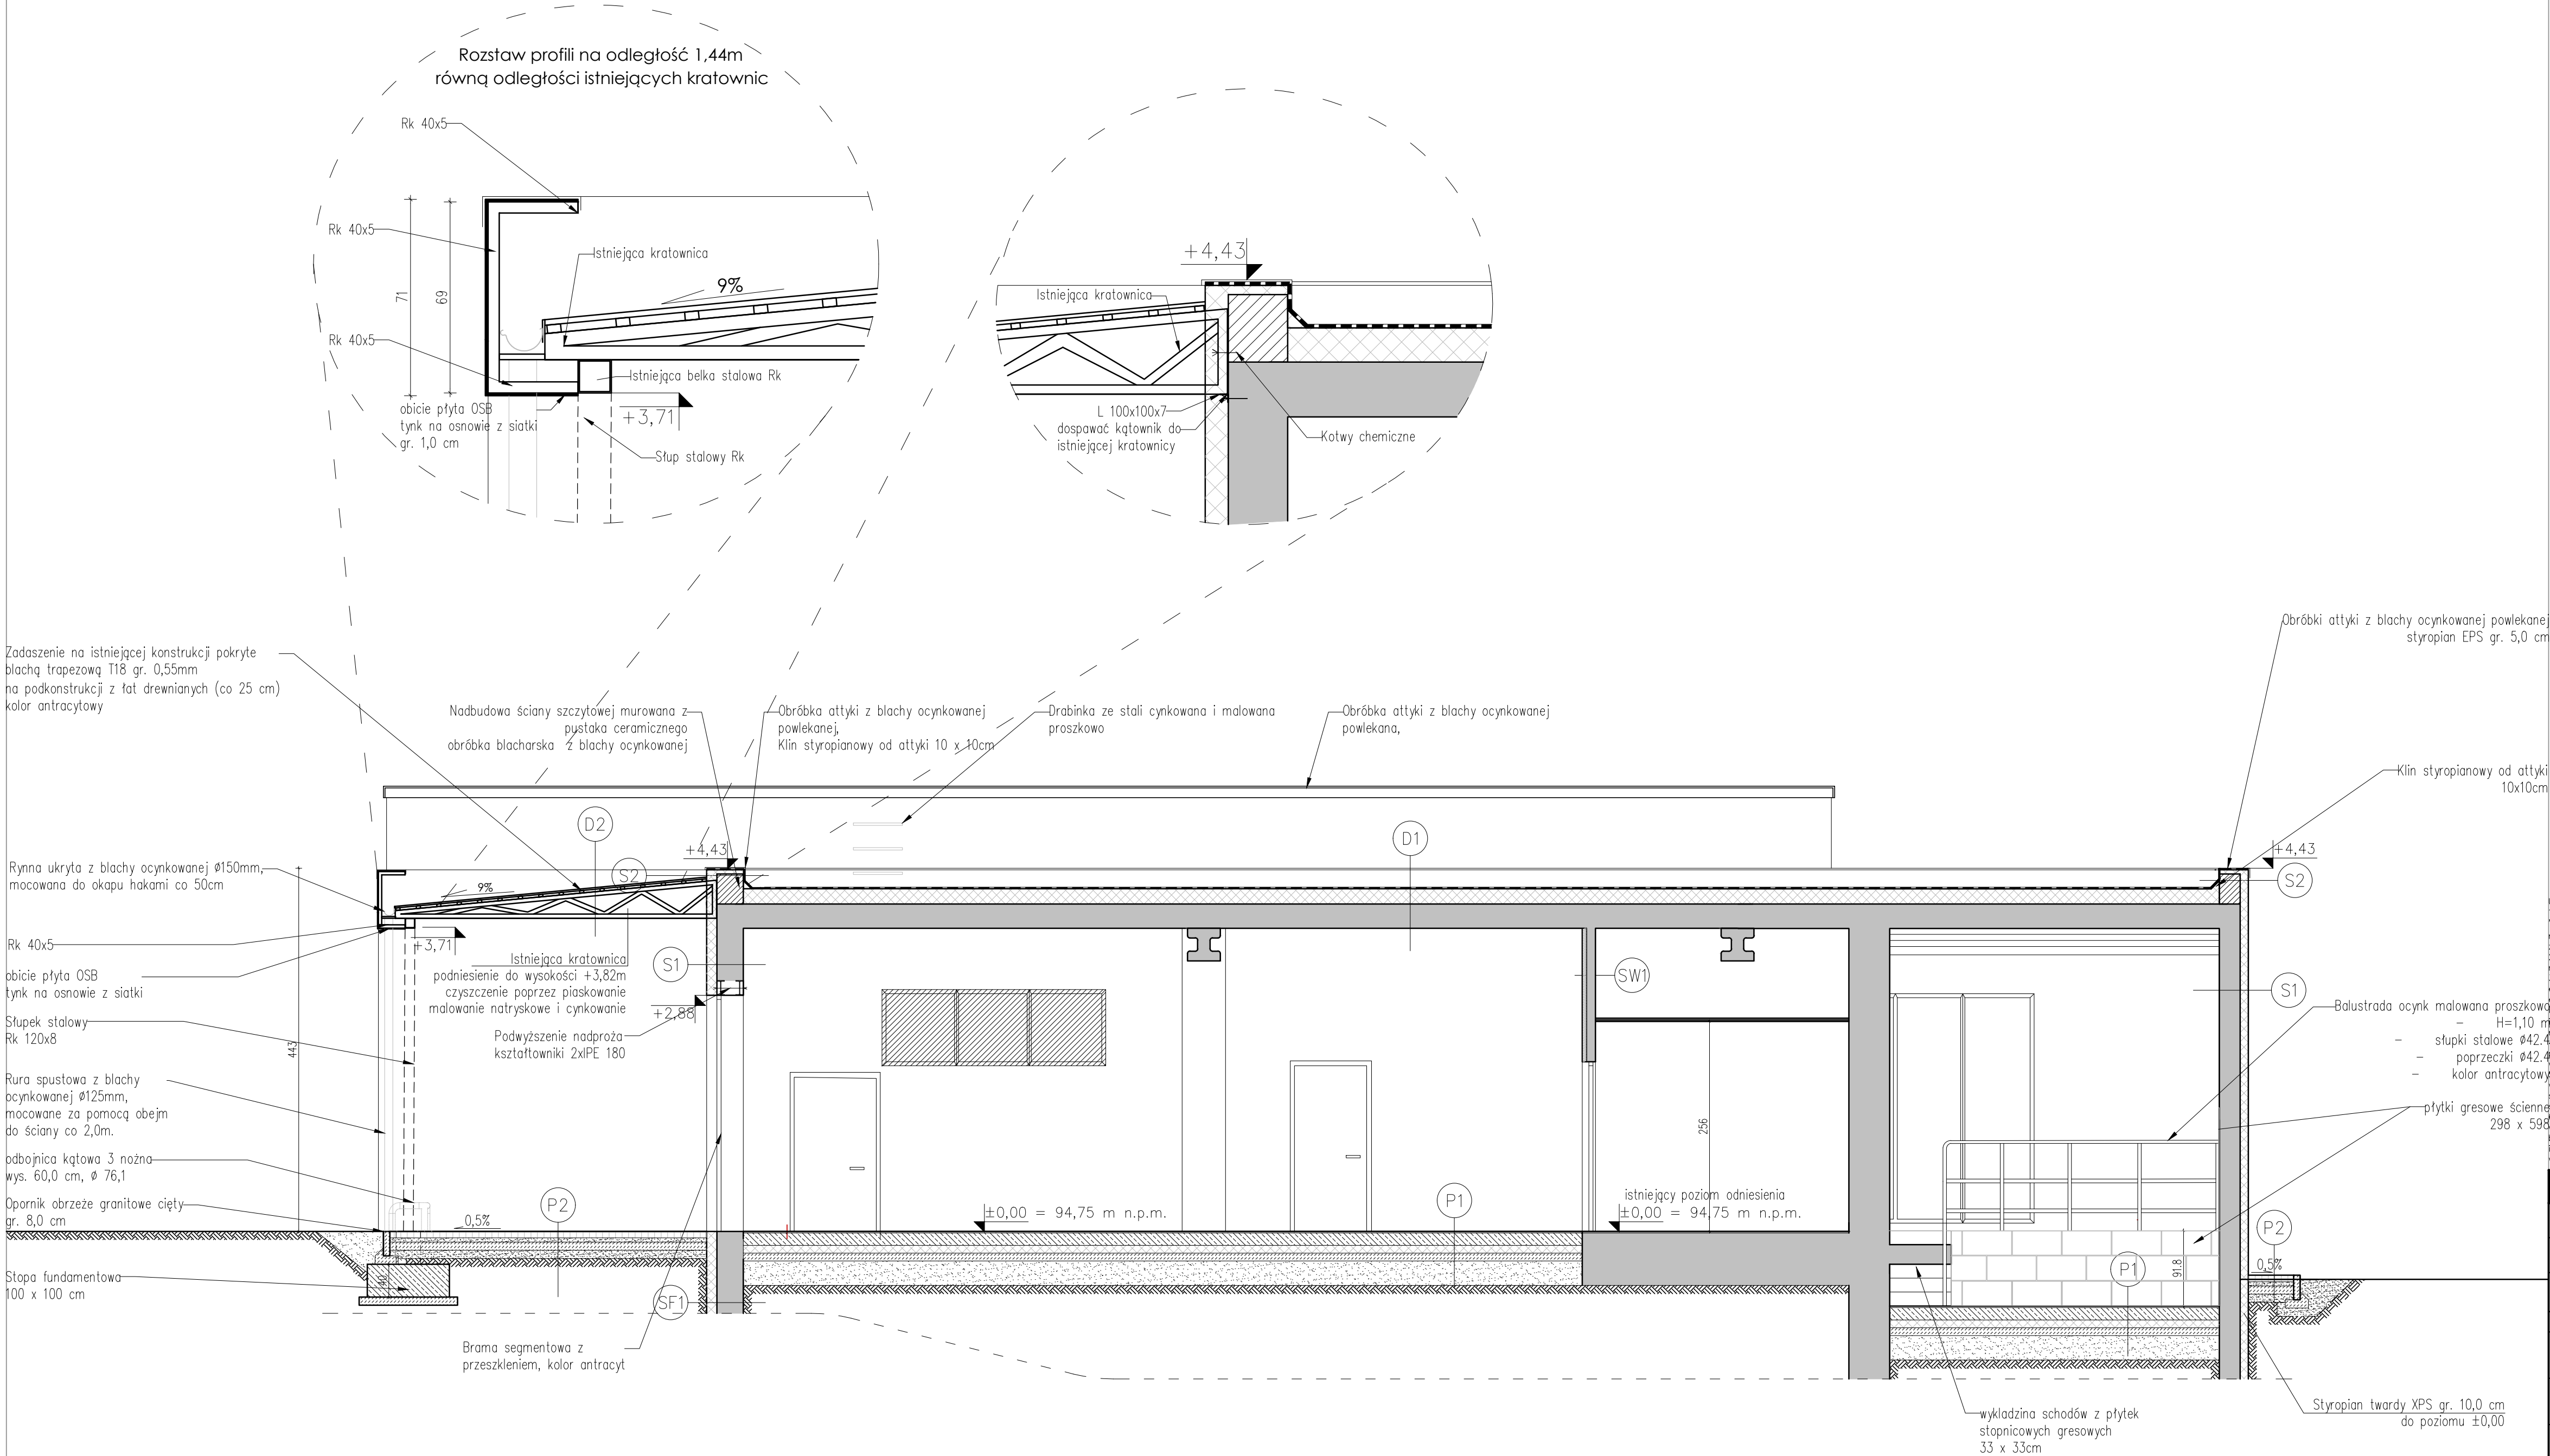 Rozstaw profili na odległość 1,44m
równą odległości istniejących kratownic
Rk 40x5
Rk 40x5
Istniejąca kratownica
9%
71
69
Rk 40x5
Istniejąca belka stalowa Rk
obicie płyta OSB
tynk na osnowie z siatki
gr. 1,0 cm
+3,71
Słup stalowy Rk
+4,43
Istniejąca kratownica
L 100x100x7
dospawać kątownik do
istniejącej kratownicy
Kotwy chemiczne
Zadaszenie na istniejącej konstrukcji pokryte
blachą trapezową T18 gr. 0,55mm
na podkonstrukcji z łat drewnianych (co 25 cm)
kolor antracytowy
Nadbudowa ściany szczytowej murowana z
pustaka ceramicznego
obróbka blacharska z blachy ocynkowanej
Obróbka attyki z blachy ocynkowanej
powlekanej,
Klin styropianowy od attyki 10 x 10cm
Drabinka ze stali cynkowana i malowana
proszkowo
Obróbka attyki z blachy ocynkowanej
powlekana,
Obróbki attyki z blachy ocynkowanej powlekanej
styropian EPS gr. 5,0 cm
Klin styropianowy od attyki
10x10cm
D2
D1
+4,43
+4,43
S2
S2
9%
Rynna ukryta z blachy ocynkowanej ø150mm,
mocowana do okapu hakami co 50cm
Rk 40x5
obicie płyta OSB
tynk na osnowie z siatki
Słupek stalowy
Rk 120x8
Rura spustowa z blachy
ocynkowanej ø125mm,
mocowane za pomocą obejm
do ściany co 2,0m.
odbojnica kątowa 3 nożna
wys. 60,0 cm, ø 76,1
Opornik obrzeże granitowe cięty
gr. 8,0 cm
Stopa fundamentowa
100 x 100 cm
443
40
+3,71
Istniejąca kratownica
podniesienie do wysokości +3,82m
czyszczenie poprzez piaskowanie
malowanie natryskowe i cynkowanie
S1
+2,88
Podwyższenie nadproża
kształtowniki 2xIPE 180
SW1
S1
Balustrada ocynk malowana proszkowo
- H=1,10 m
- słupki stalowe ø42.4
- poprzeczki ø42.4
- kolor antracytowy
płytki gresowe ścienne
298 x 598
256
0,5%
P2
±0,00 = 94,75 m n.p.m.
P1
istniejący poziom odniesienia
±0,00 = 94,75 m n.p.m.
91.8
P1
P2
0,5%
SF1
Brama segmentowa z
przeszkleniem, kolor antracyt
wykladzina schodów z płytek
stopnicowych gresowych
33 x 33cm
Styropian twardy XPS gr. 10,0 cm
do poziomu ±0,00